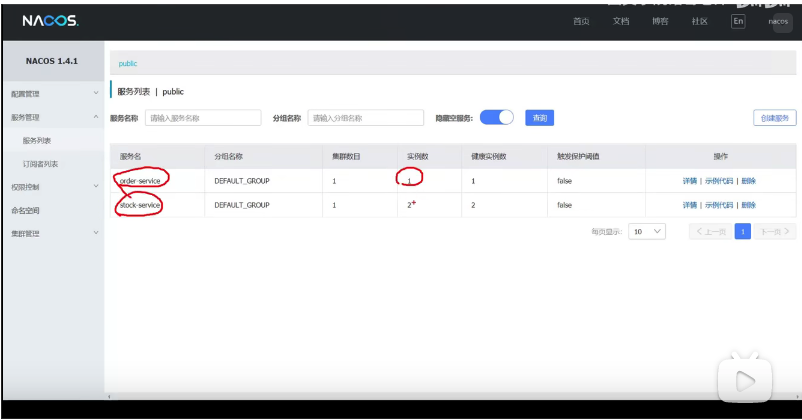 NACOS.
首页 文档 博客 社区 En nacos
NACOS 1.4.1
public
配置管理
服务管理
服务列表
订阅者列表
权限控制
命名空间
集群管理
服务列表 | public
服务名称 请输入服务名称 分组名称 请输入分组名称 隐藏空服务: 查询 创建服务
服务名 分组名称 集群数目 实例数 健康实例数 触发保护阈值 操作
order-service DEFAULT_GROUP 1 1 1 false 详情 | 示例代码 | 删除
stock-service DEFAULT_GROUP 1 2 2 false 详情 | 示例代码 | 删除
每页显示: 10 上一页 1 下一页